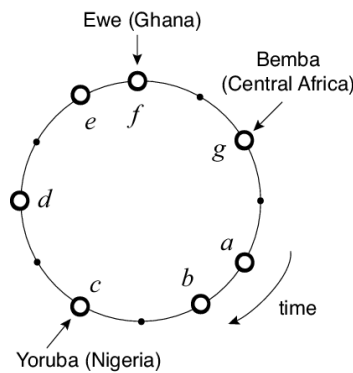 Ewe (Ghana)
Bemba
(Central Africa)
e
f
g
d
a
c
b
time
Yoruba (Nigeria)